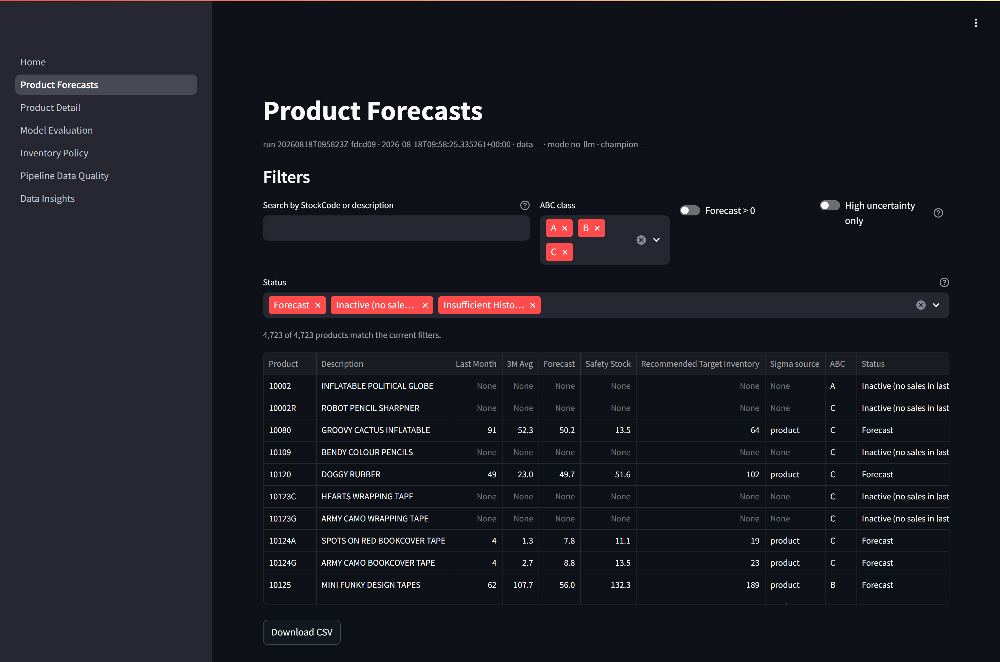 Home
Product Forecasts
Product Detail
Model Evaluation
Inventory Policy
Pipeline Data Quality
Data Insights
Product Forecasts
run 20260818T095823Z-fdcd09 · 2026-08-18T09:58:25.335261+00:00 · data — · mode no-llm · champion —
Filters
Search by StockCode or description
ABC class
A
B
C
Forecast > 0
High uncertainty
only
Status
Forecast
Inactive (no sale...
Insufficient Histo...
4,723 of 4,723 products match the current filters.
Product Description Last Month 3M Avg Forecast Safety Stock Recommended Target Inventory Sigma source ABC Status
10002 INFLATABLE POLITICAL GLOBE None None None None None None A Inactive (no sales in last
10002R ROBOT PENCIL SHARPNER None None None None None None C Inactive (no sales in last
10080 GROOVY CACTUS INFLATABLE 91 52.3 50.2 13.5 64 product C Forecast
10109 BENDY COLOUR PENCILS None None None None None None C Inactive (no sales in last
10120 DOGGY RUBBER 49 23.0 49.7 51.6 102 product C Forecast
10123C HEARTS WRAPPING TAPE None None None None None None C Inactive (no sales in last
10123G ARMY CAMO WRAPPING TAPE None None None None None None C Inactive (no sales in last
10124A SPOTS ON RED BOOKCOVER TAPE 4 1.3 7.8 11.1 19 product C Forecast
10124G ARMY CAMO BOOKCOVER TAPE 4 2.7 8.8 13.5 23 product C Forecast
10125 MINI FUNKY DESIGN TAPES 62 107.7 56.0 132.3 189 product B Forecast
Download CSV